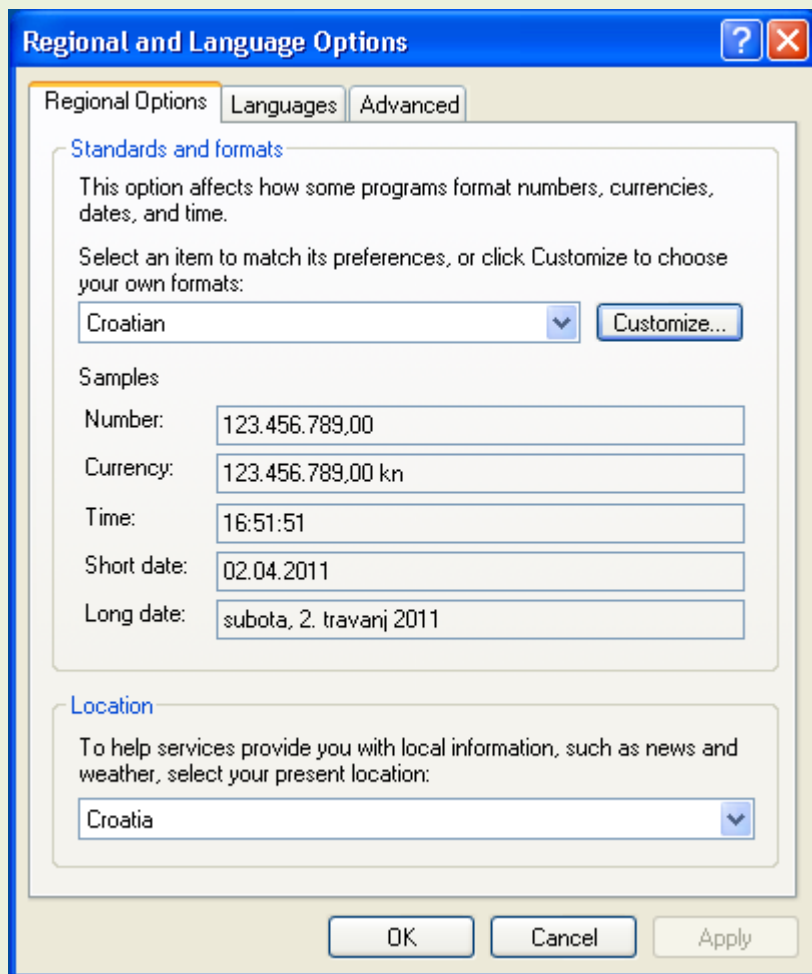 Regional and Language Options
Regional Options Languages Advanced
Standards and formats
This option affects how some programs format numbers, currencies,
dates, and time.
Select an item to match its preferences, or click Customize to choose
your own formats:
Croatian Customize...
Samples
Number: 123.456.789,00
Currency: 123.456.789,00 kn
Time: 16:51:51
Short date: 02.04.2011
Long date: subota, 2. travanj 2011
Location
To help services provide you with local information, such as news and
weather, select your present location:
Croatia
OK Cancel Apply